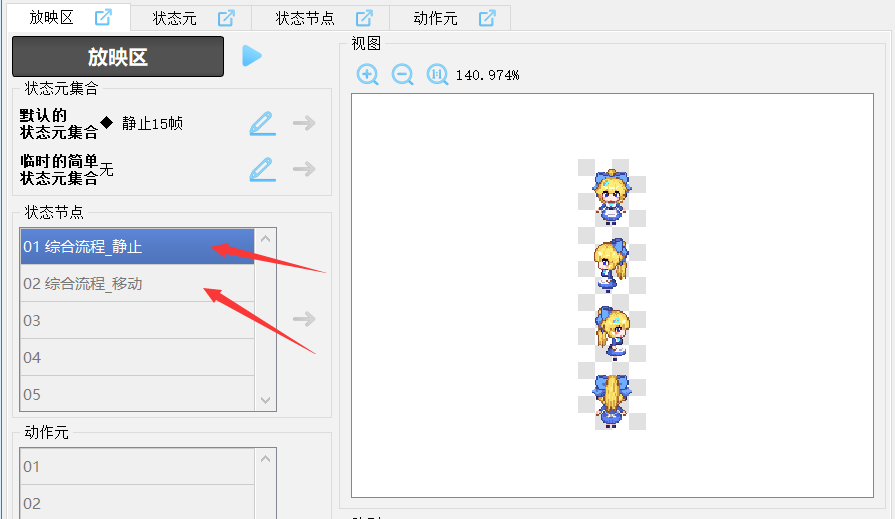 放映区 状态元 状态节点 动作元
放映区
状态元集合
默认的
状态元集合 ◆ 静止15帧
临时的简单
状态元集合 无
状态节点
01 综合流程_静止
02 综合流程_移动
03
04
05
动作元
01
02
视图
140.974%